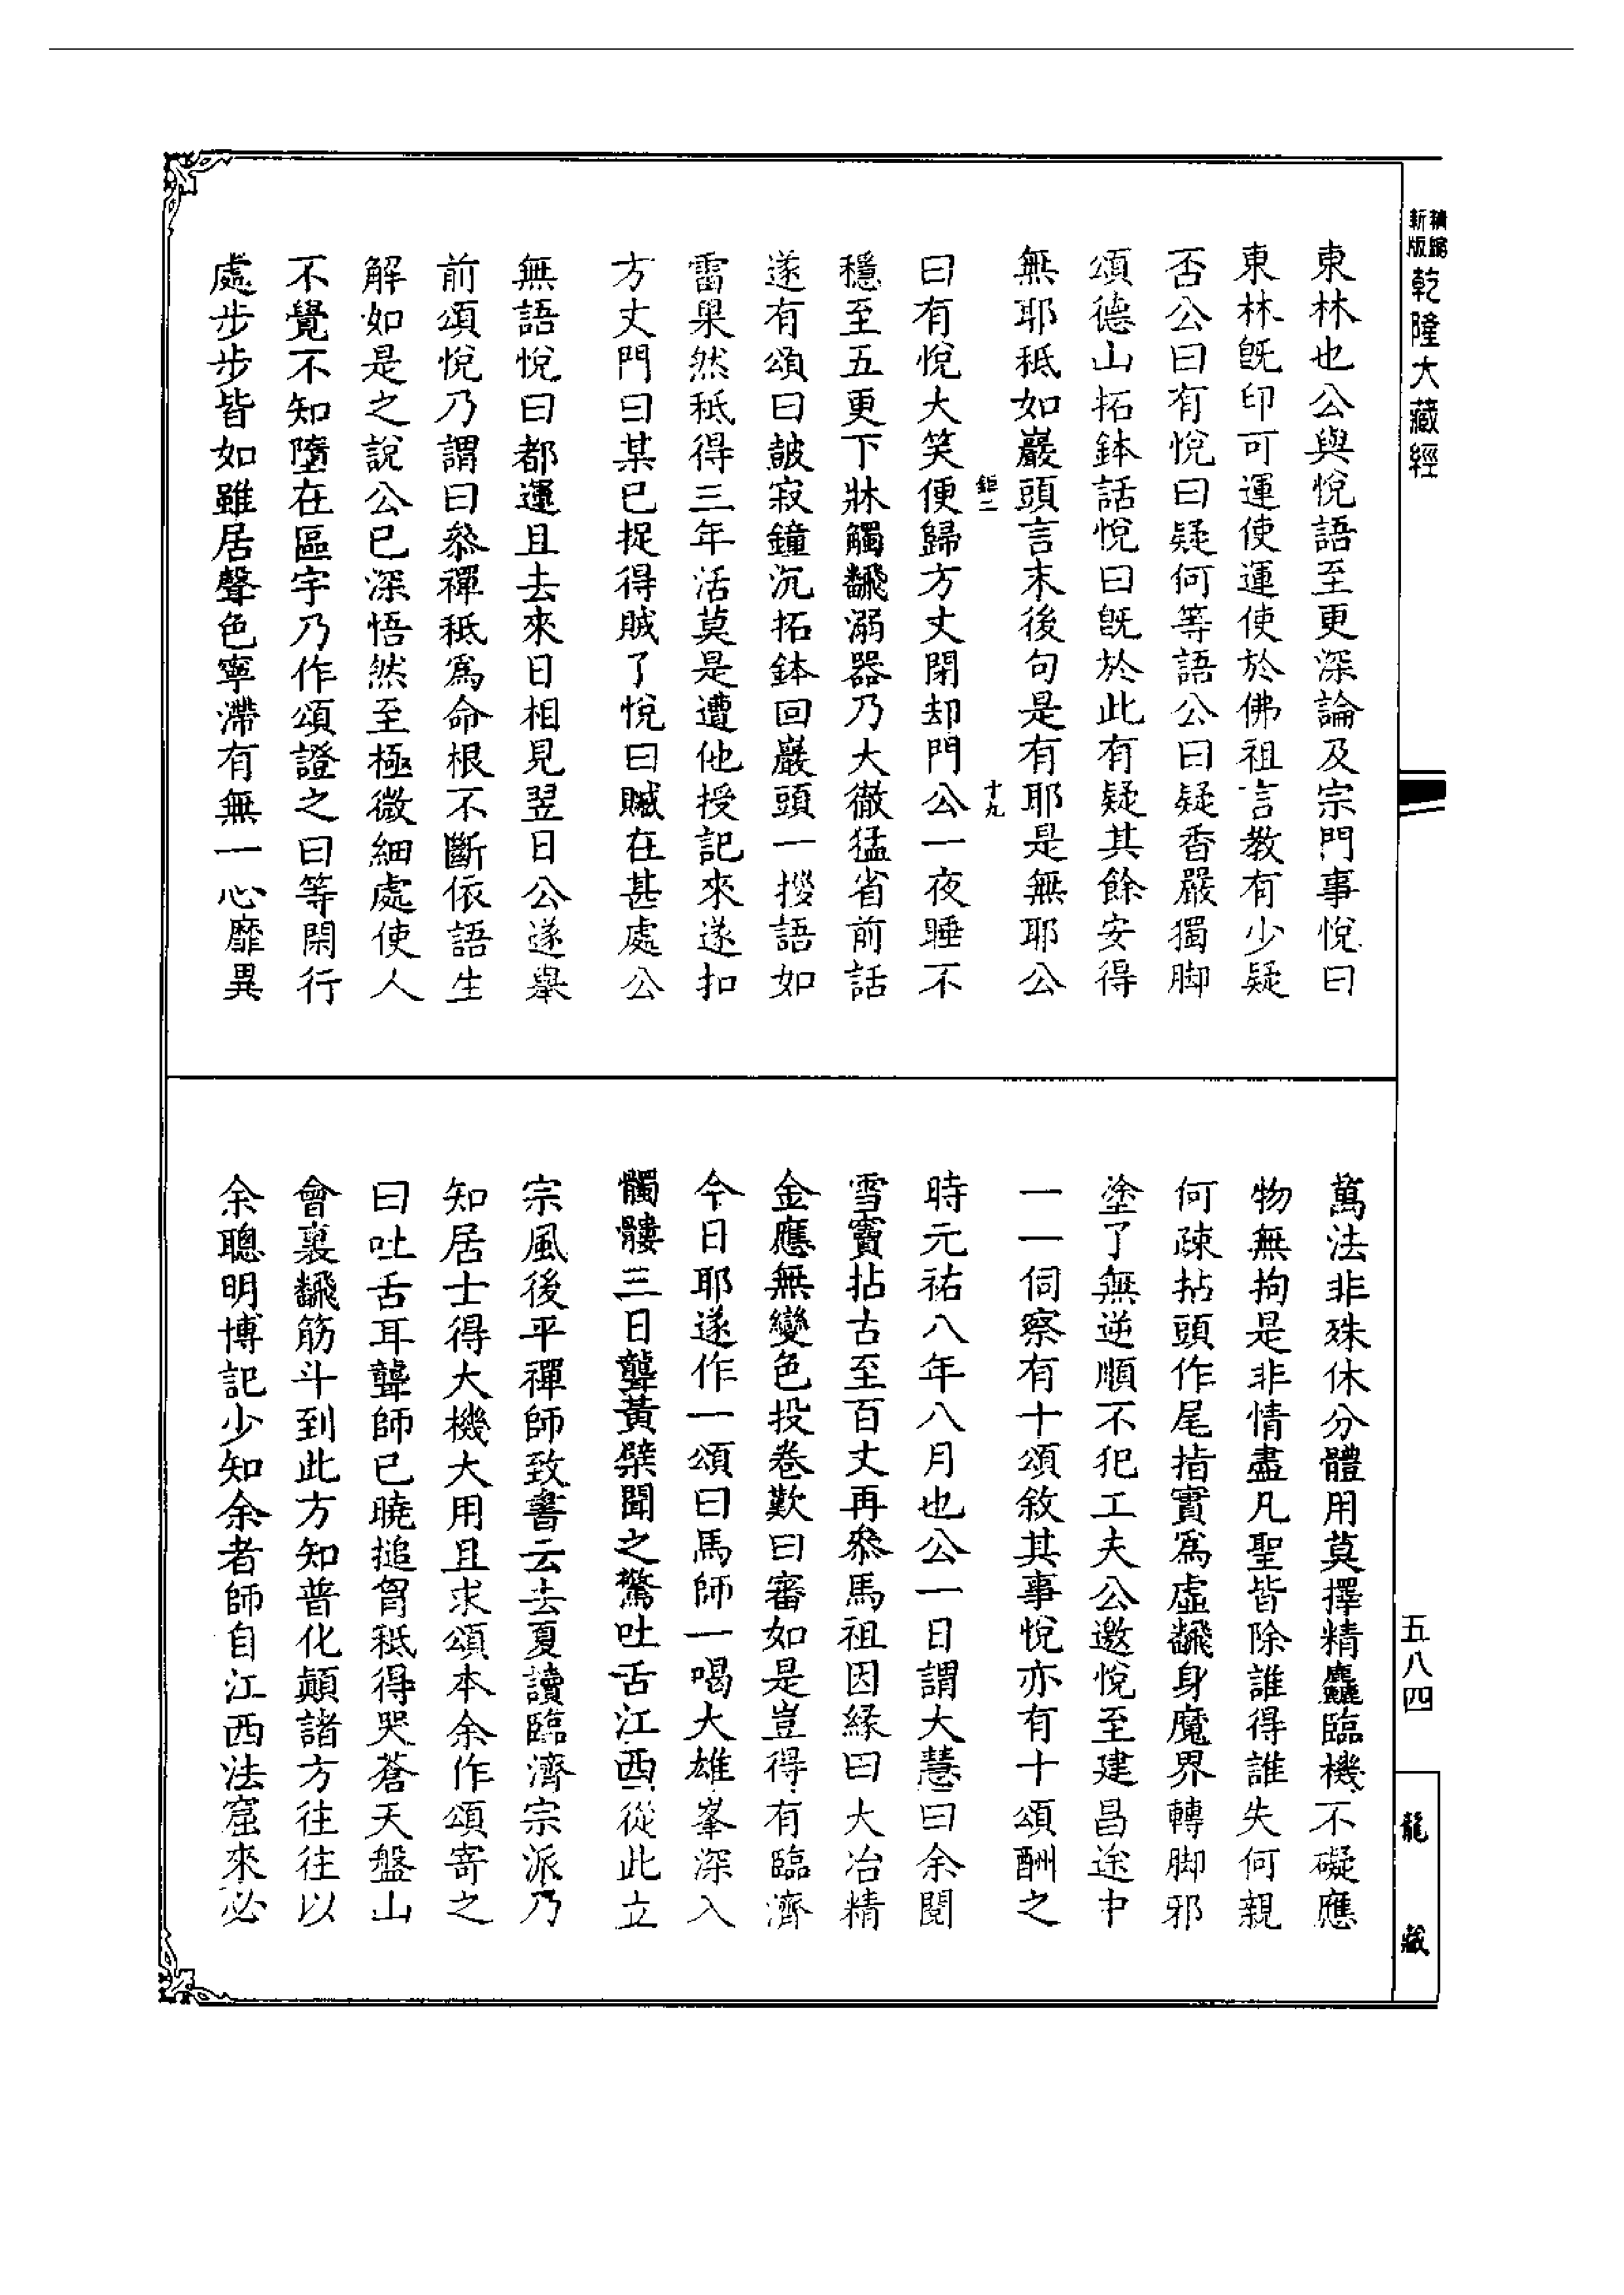 新版精縮乾隆大藏經
東林也公與悅語至更深論及宗門事悅曰
東林旣印可運使運使於佛祖言教有少疑
否公曰有悅曰疑何等語公曰疑香嚴獨脚
頌德山拓鉢話悅曰旣於此有疑其餘安得
無耶秪如巖頭言末後句是有耶是無耶公
鉅二
十九
曰有悅大笑便歸方丈閉却門公一夜睡不
穩至五更下牀觸飜溺器乃大徹猛省前話
遂有頌曰皷寂鐘沉拓鉢回巖頭一拶語如
雷果然秪得三年活莫是遭他授記來遂扣
方丈門曰某已捉得賊了悅曰贓在甚處公
無語悅曰都運且去來日相見翌日公遂舉
前頌悅乃謂曰叅禪秪爲命根不斷依語生
解如是之說公已深悟然至極微細處使人
不覺不知墮在區宇乃作頌證之曰等閑行
處步步皆如雖居聲色寧滯有無一心靡異
萬法非殊休分體用莫擇精麤臨機不礙應
物無拘是非情盡凡聖皆除誰得誰失何親
何疎拈頭作尾指實爲虛飜身魔界轉脚邪
塗了無逆順不犯工夫公邀悅至建昌途中
一一伺察有十頌敘其事悅亦有十頌酬之
時元祐八年八月也公一日謂大慧曰余閱
雪竇拈古至百丈再叅馬祖因緣曰大冶精
金應無變色投卷歎曰審如是豈得有臨濟
今日耶遂作一頌曰馬師一喝大雄峯深入
髑髏三日聾黃檗聞之驚吐舌江西從此立
宗風後平禪師致書云去夏讀臨濟宗派乃
知居士得大機大用且求頌本余作頌寄之
曰吐舌耳聾師已曉搥胷秪得哭蒼天盤山
會裏飜筋斗到此方知普化顛諸方往往以
余聰明博記少知余者師自江西法窟來必
五八四
龍藏